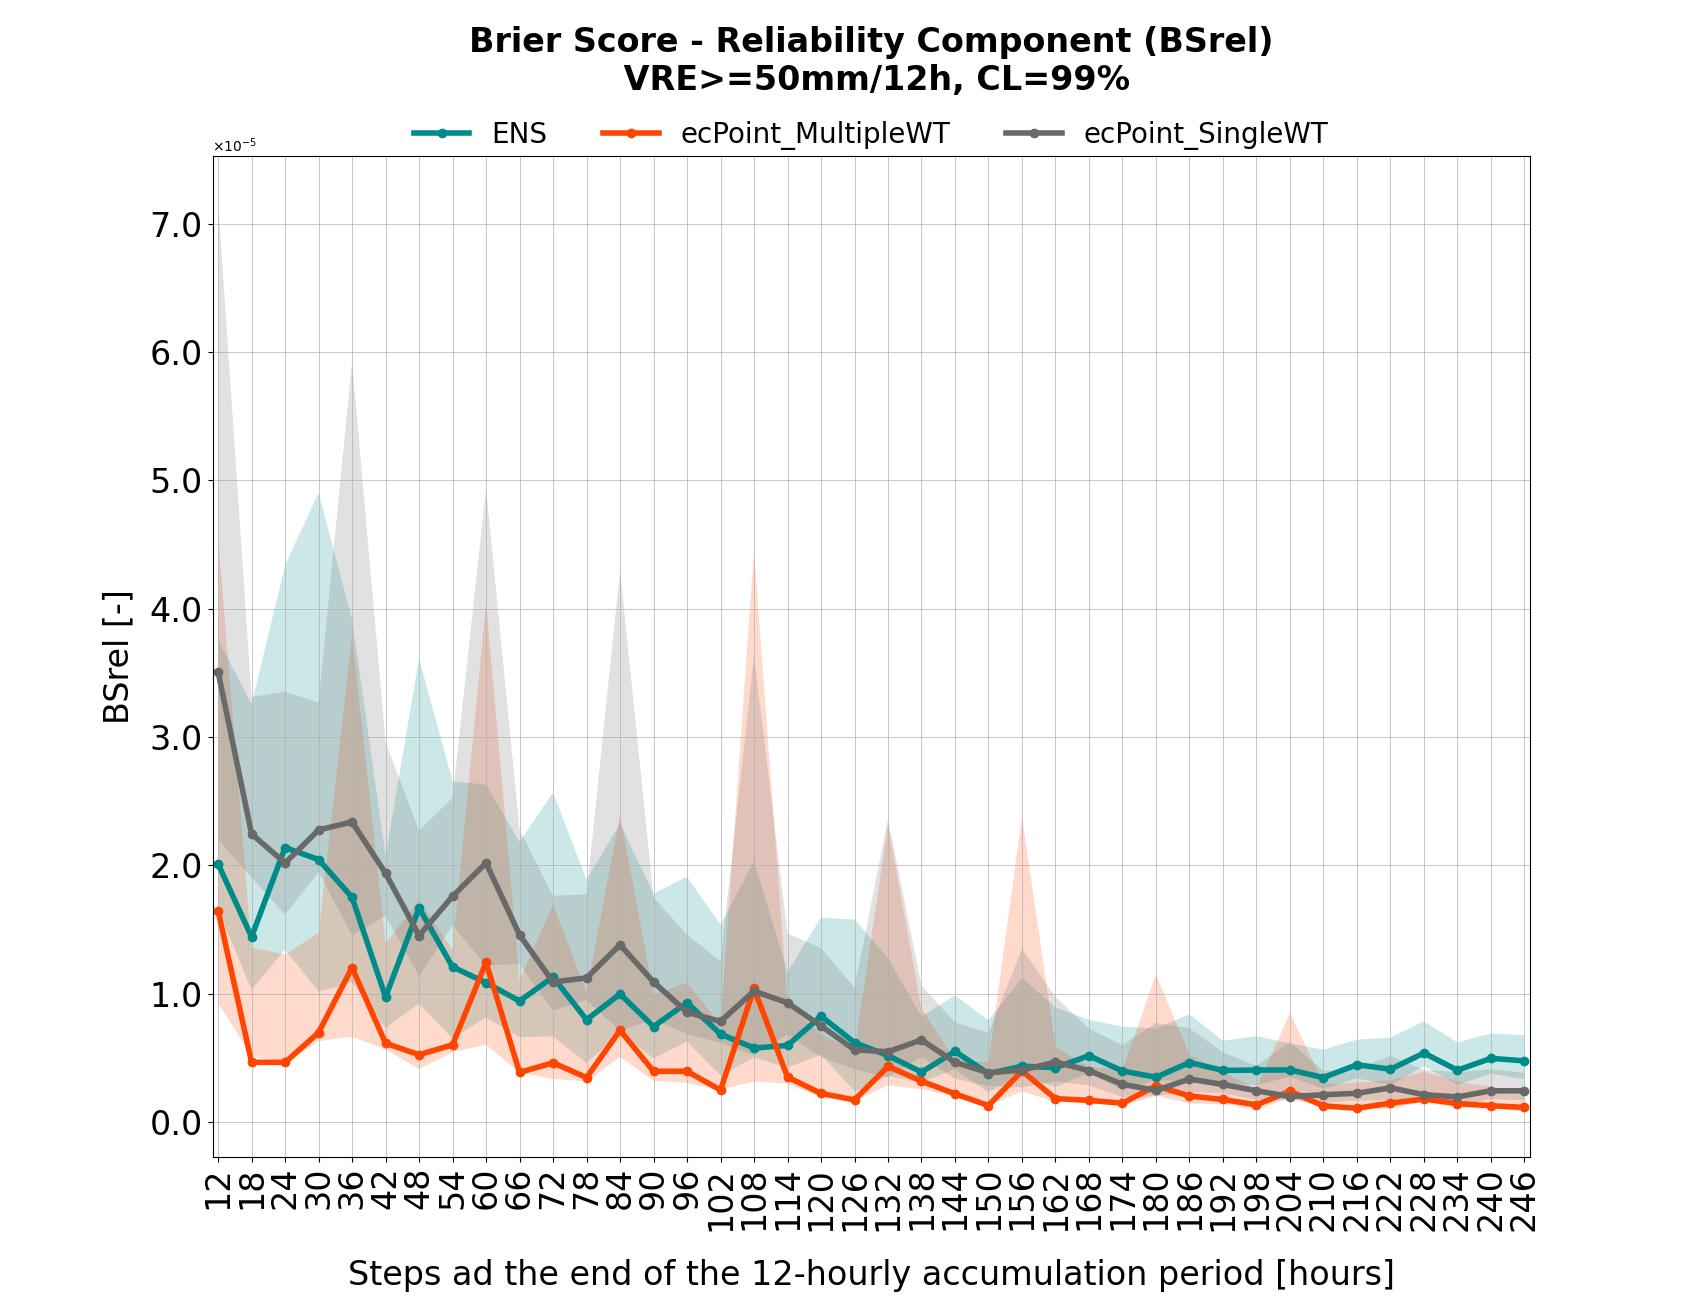 Brier Score - Reliability Component (BSrel)
VRE>=50mm/12h, CL=99%
ENS
ecPoint_MultipleWT
ecPoint_SingleWT
×10⁻⁵
7.0
6.0
5.0
4.0
3.0
2.0
1.0
0.0
BSrel [-]
12 18 24 30 36 42 48 54 60 66 72 78 84 90 96 102 108 114 120 126 132 138 144 150 156 162 168 174 180 186 192 198 204 210 216 222 228 234 240 246
Steps ad the end of the 12-hourly accumulation period [hours]